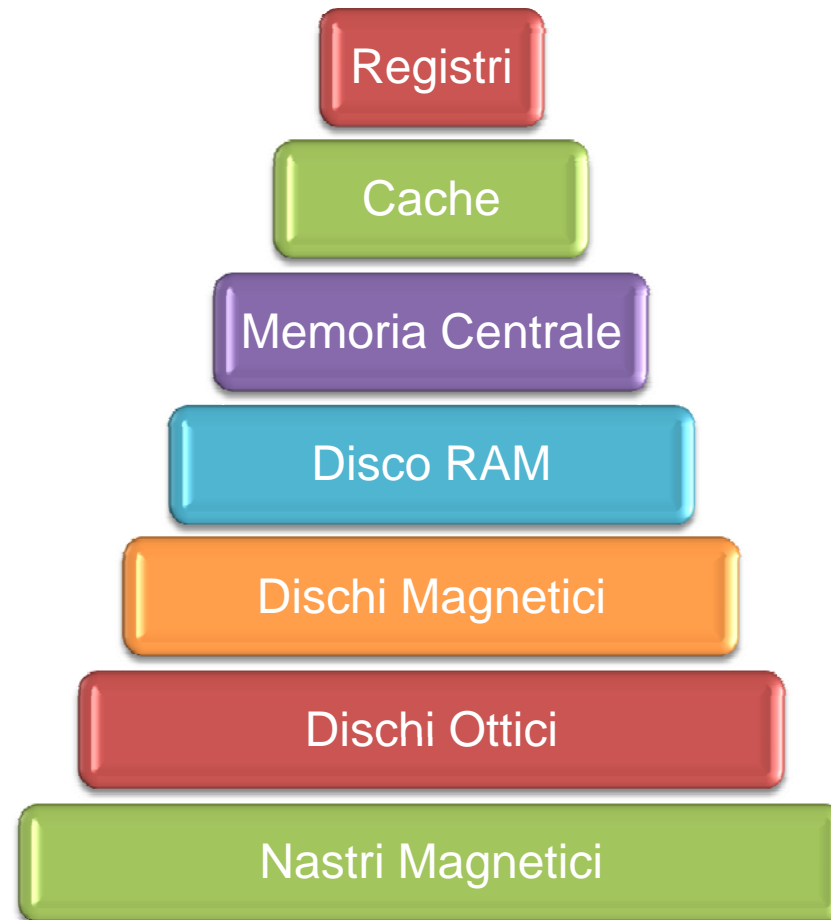 Registri
Cache
Memoria Centrale
Disco RAM
Dischi Magnetici
Dischi Ottici
Nastri Magnetici